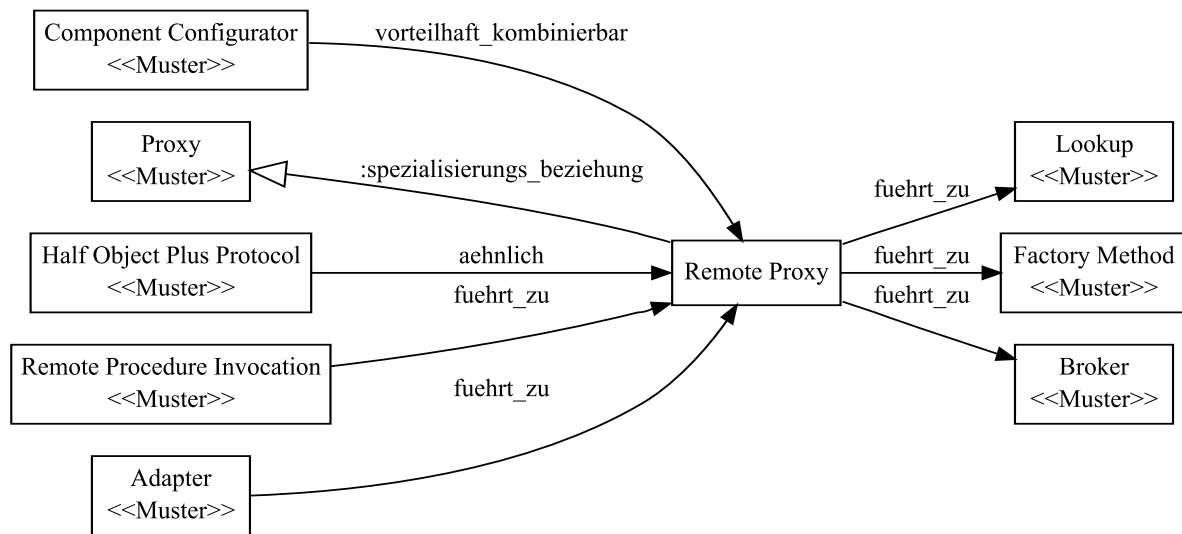 Component Configurator
<<Muster>>
vorteilhaft_kombinierbar
Proxy
<<Muster>>
:spezialisierungs_beziehung
Half Object Plus Protocol
<<Muster>>
aehnlich
Remote Procedure Invocation
<<Muster>>
fuehrt_zu
Adapter
<<Muster>>
fuehrt_zu
Remote Proxy
fuehrt_zu
Lookup
<<Muster>>
fuehrt_zu
Factory Method
<<Muster>>
fuehrt_zu
Broker
<<Muster>>